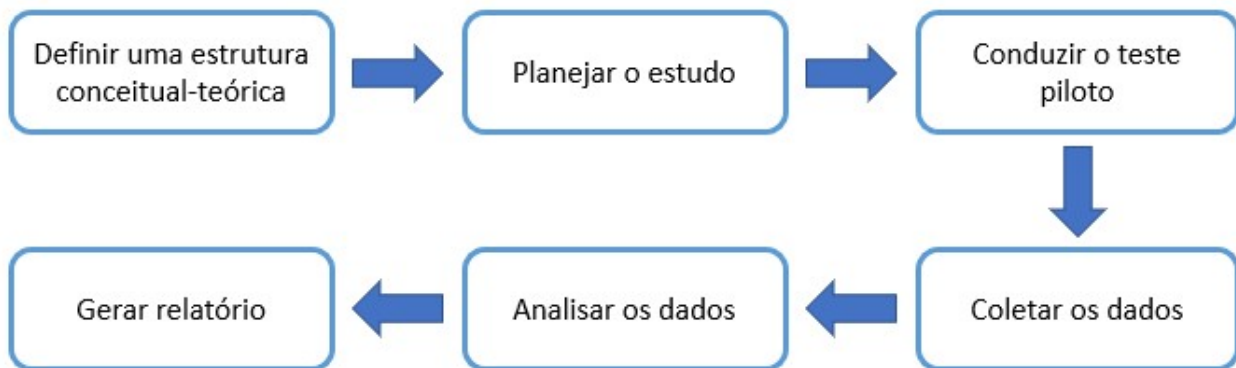 Definir uma estrutura
conceitual-teórica
Planejar o estudo
Conduzir o teste
piloto
Coletar os dados
Analisar os dados
Gerar relatório